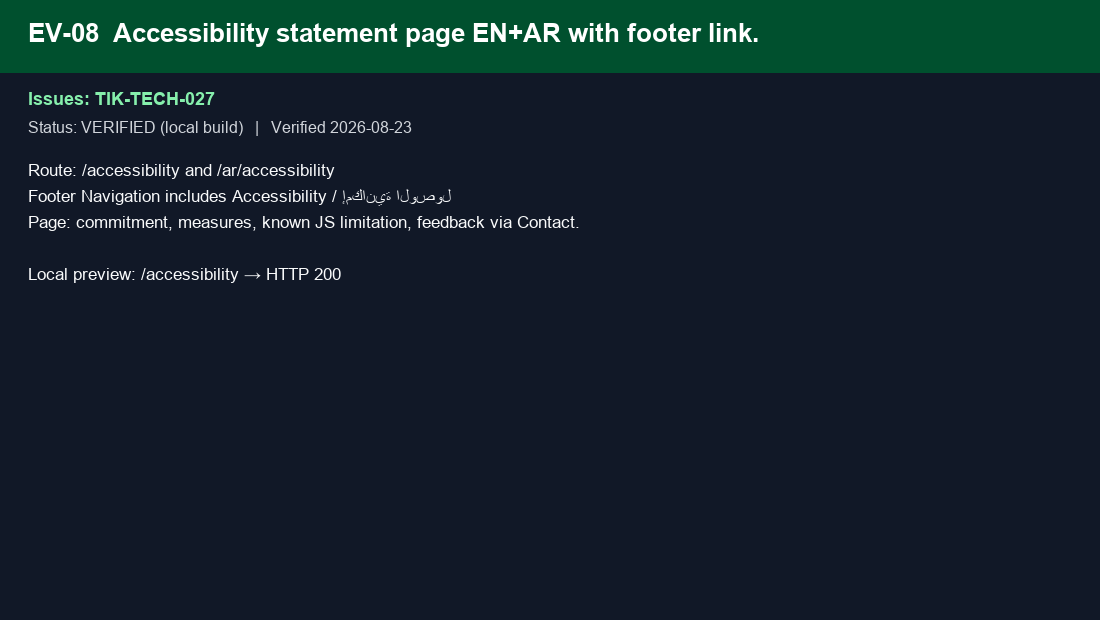 EV-08 Accessibility statement page EN+AR with footer link.
Issues: TIK-TECH-027
Status: VERIFIED (local build) | Verified 2026-08-23
Route: /accessibility and /ar/accessibility
Footer Navigation includes Accessibility / إمكانية الوصول
Page: commitment, measures, known JS limitation, feedback via Contact.
Local preview: /accessibility → HTTP 200